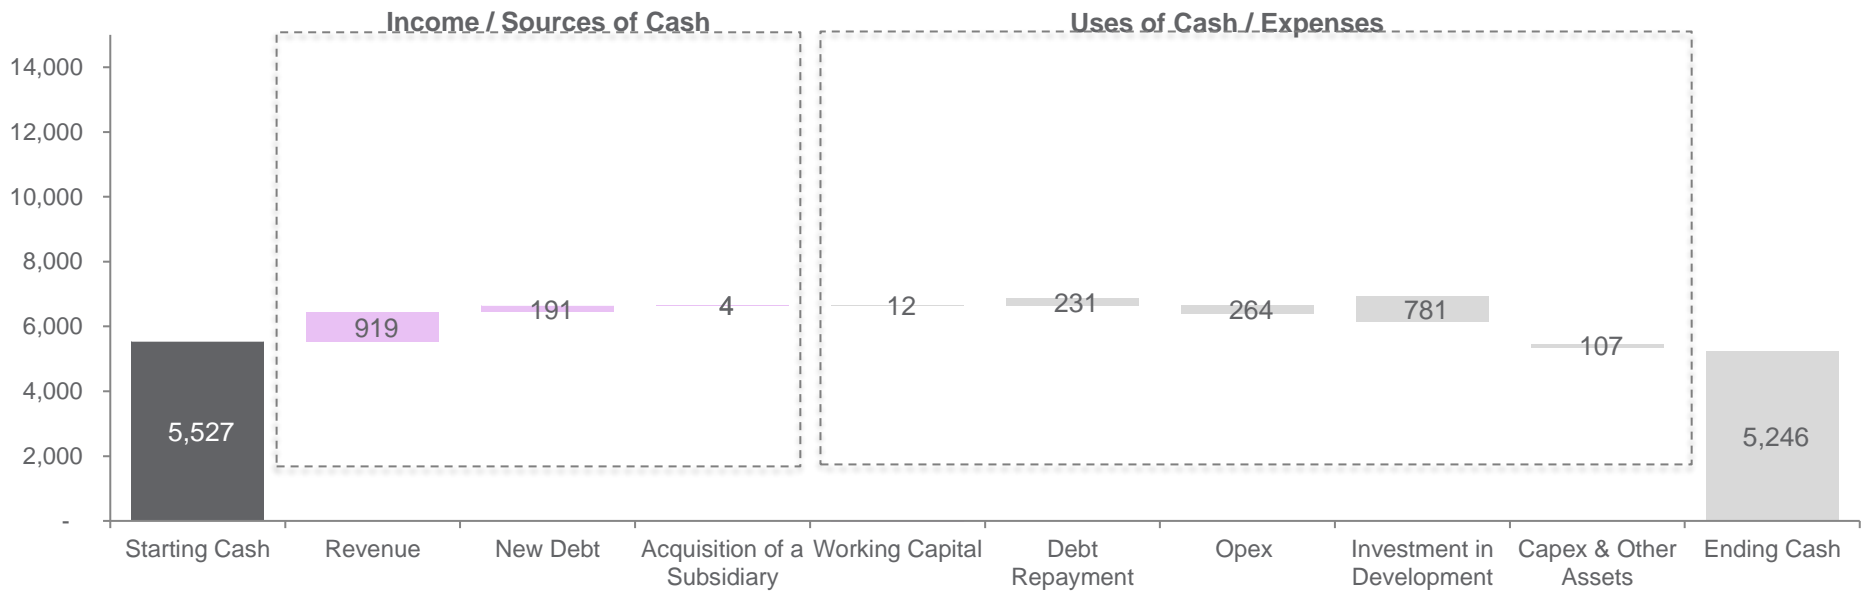 Income / Sources of Cash
Uses of Cash / Expenses
14,000
12,000
10,000
8,000
6,000
4,000
2,000
-
5,527
919
191
4
12
231
264
781
107
5,246
Starting Cash
Revenue
New Debt
Acquisition of a
Subsidiary
Working Capital
Debt
Repayment
Opex
Investment in
Development
Capex & Other
Assets
Ending Cash